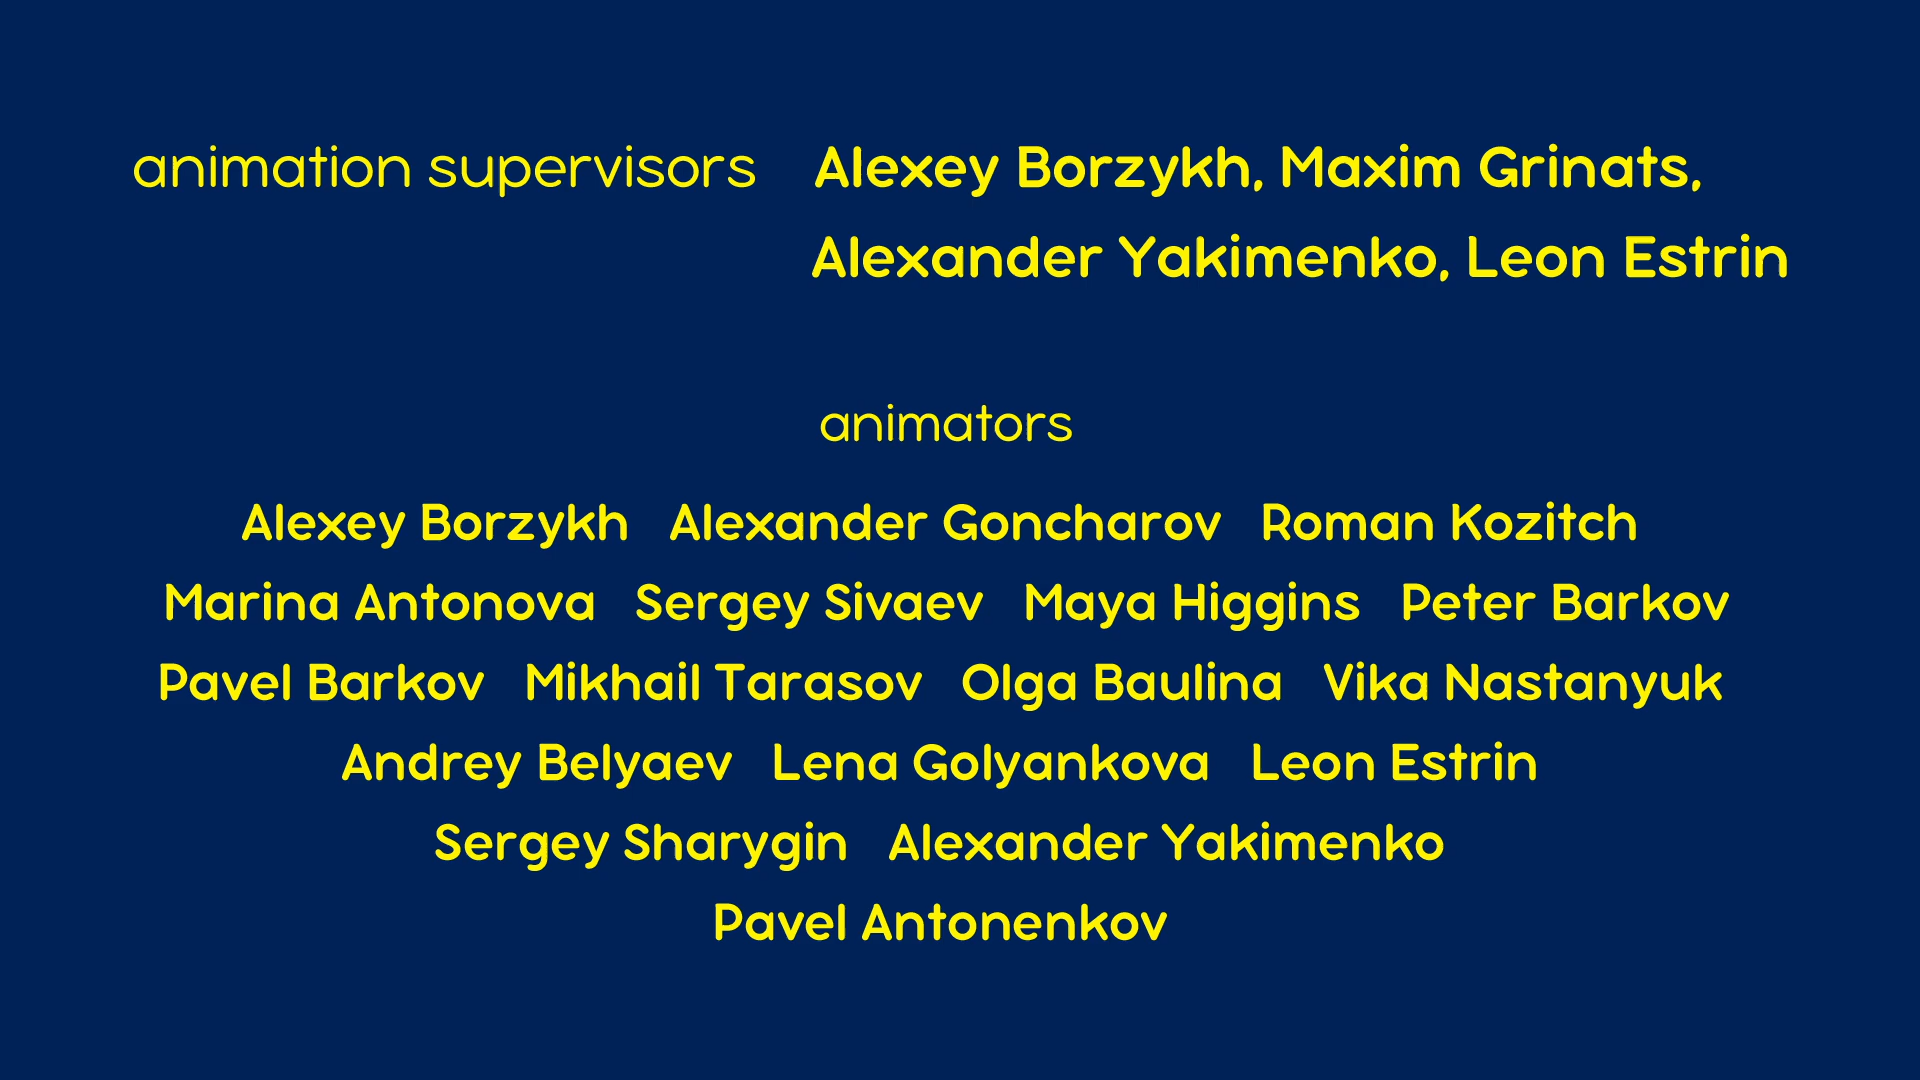 animation supervisors Alexey Borzykh, Maxim Grinats,
Alexander Yakimenko, Leon Estrin
animators
Alexey Borzykh Alexander Goncharov Roman Kozitch
Marina Antonova Sergey Sivaev Maya Higgins Peter Barkov
Pavel Barkov Mikhail Tarasov Olga Baulina Vika Nastanyuk
Andrey Belyaev Lena Golyankova Leon Estrin
Sergey Sharygin Alexander Yakimenko
Pavel Antonenkov